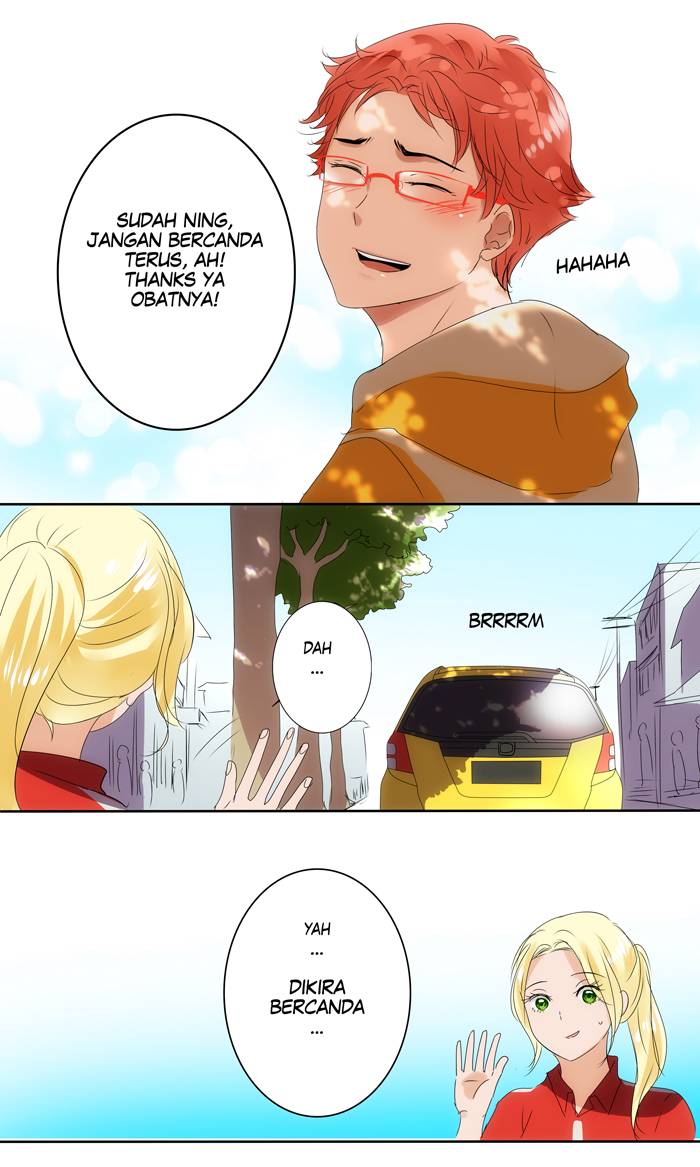 SUDAH NING,
JANGAN BERCANDA
TERUS, AH!
THANKS YA
OBATNYA!
HAHAHA
DAH
...
BRRRRM
YAH
...
DIKIRA
BERCANDA
...